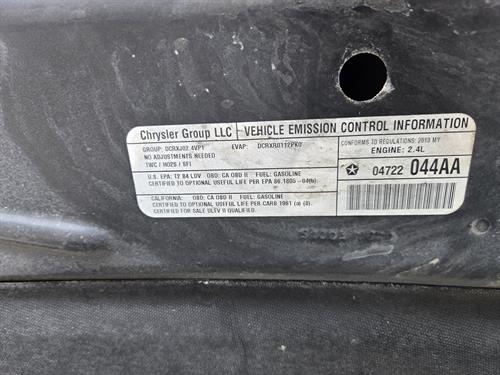 Chrysler Group LLC - VEHICLE EMISSION CONTROL INFORMATION
GROUP: DCRXJ02.4VP1 EVAP: DCRXR0112PK0
NO ADJUSTMENTS NEEDED
TWC / HO2S / SFI
CONFORMS TO REGULATIONS: 2013 MY
ENGINE: 2.4L
U.S. EPA: T2 B4 LDV OBD: CA OBD II FUEL: GASOLINE
CERTIFIED TO OPTIONAL USEFUL LIFE PER EPA 86.1805-04(b)
04722 044AA
CALIFORNIA: OBD: CA OBD II FUEL: GASOLINE
CERTIFIED TO OPTIONAL USEFUL LIFE PER CARB 1961 (a) (8).
CERTIFIED FOR SALE ULEV II QUALIFIED.